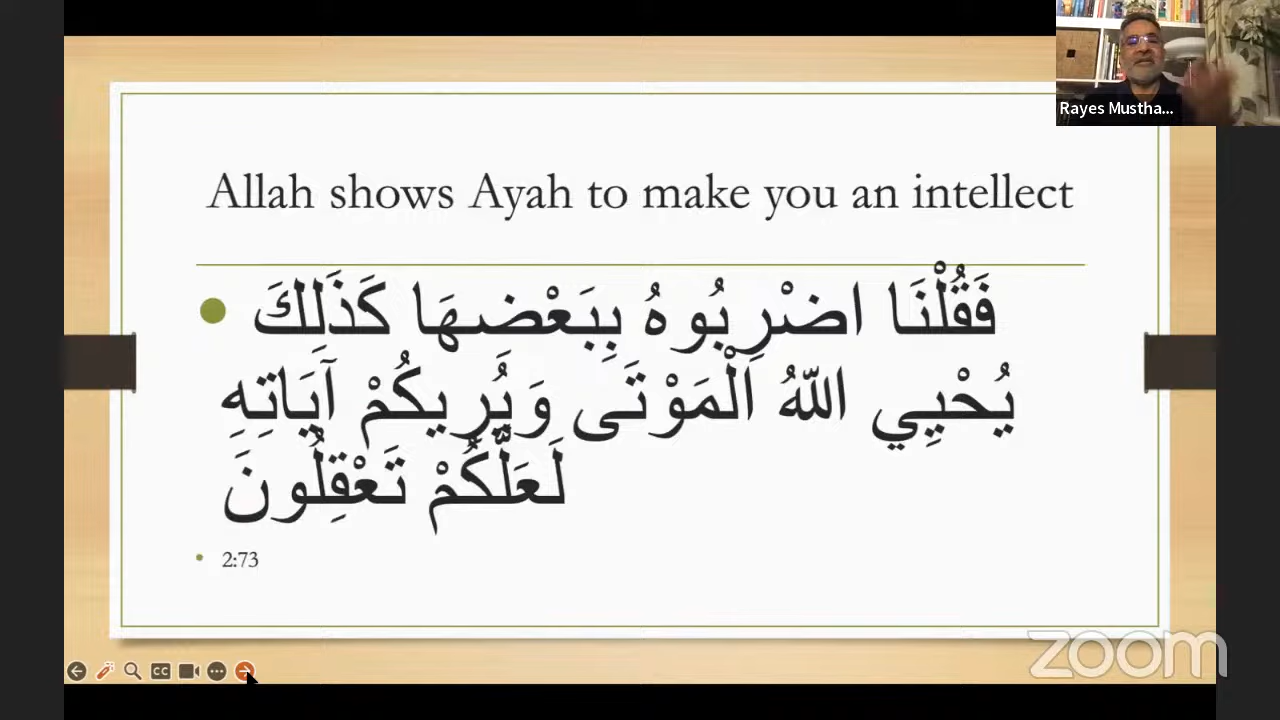 Rayes Mustha...
Allah shows Ayah to make you an intellect
فَقُلْنَا اضْرِبُوهُ بِبَعْضِهَا كَذَلِكَ
يُحْيِي اللَّهُ الْمَوْتَى وَيُرِيكُمْ آيَاتِهِ
لَعَلَّكُمْ تَعْقِلُونَ
2:73
CC
zoom